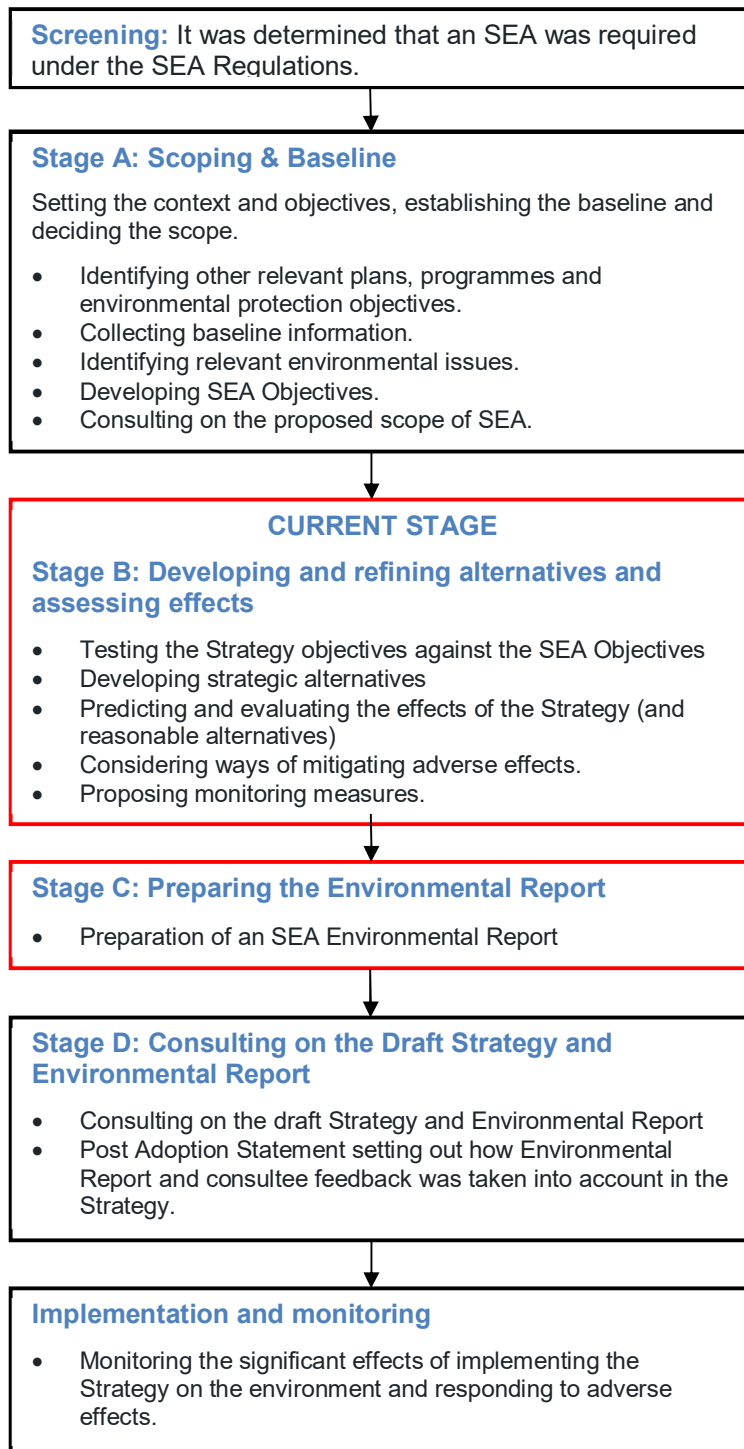 Screening: It was determined that an SEA was required
under the SEA Regulations.
Stage A: Scoping & Baseline
Setting the context and objectives, establishing the baseline and
deciding the scope.
• Identifying other relevant plans, programmes and
environmental protection objectives.
• Collecting baseline information.
• Identifying relevant environmental issues.
• Developing SEA Objectives.
• Consulting on the proposed scope of SEA.
CURRENT STAGE
Stage B: Developing and refining alternatives and
assessing effects
• Testing the Strategy objectives against the SEA Objectives
• Developing strategic alternatives
• Predicting and evaluating the effects of the Strategy (and
reasonable alternatives)
• Considering ways of mitigating adverse effects.
• Proposing monitoring measures.
Stage C: Preparing the Environmental Report
• Preparation of an SEA Environmental Report
Stage D: Consulting on the Draft Strategy and
Environmental Report
• Consulting on the draft Strategy and Environmental Report
• Post Adoption Statement setting out how Environmental
Report and consultee feedback was taken into account in the
Strategy.
Implementation and monitoring
• Monitoring the significant effects of implementing the
Strategy on the environment and responding to adverse
effects.